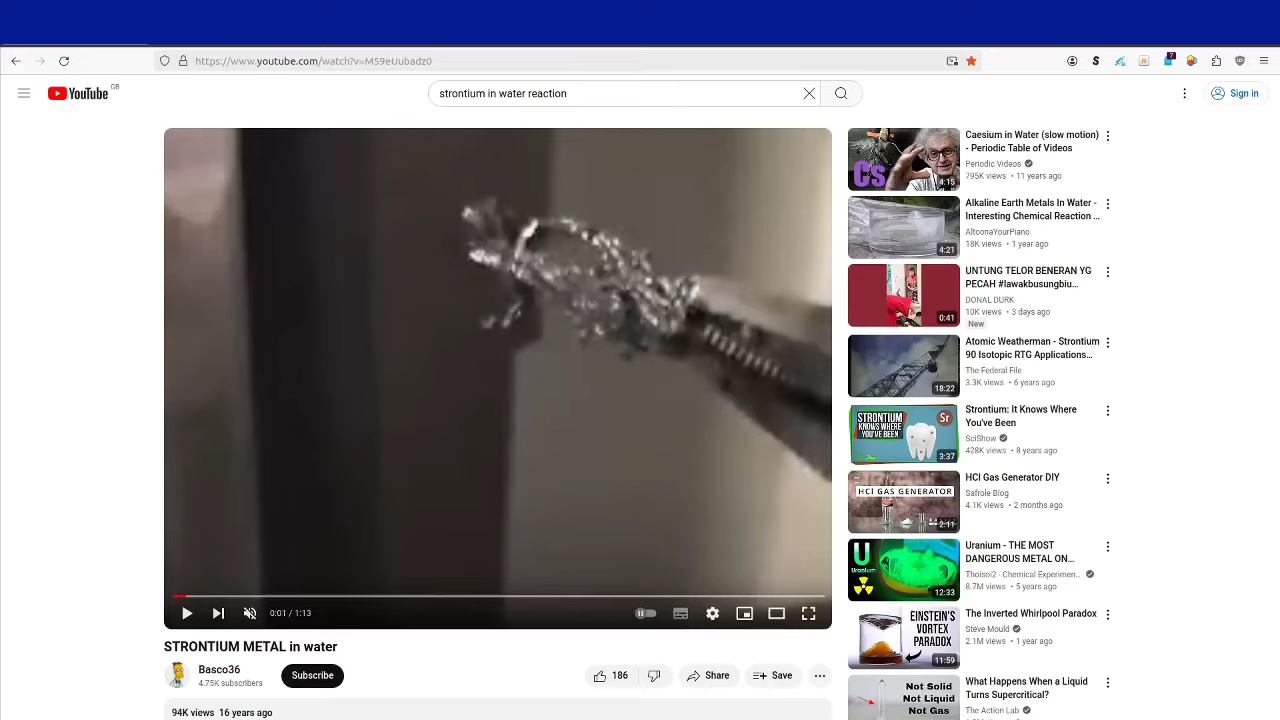 https://www.youtube.com/watch?v=M59eUubadz0
7
YouTube GB
strontium in water reaction
Sign in
0:01 / 1:13
STRONTIUM METAL in water
Basco36
4.75K subscribers
Subscribe
186
Share
Save
94K views 16 years ago
Cs
4:15
Caesium in Water (slow motion)
- Periodic Table of Videos
Periodic Videos
795K views • 11 years ago
4:21
Alkaline Earth Metals In Water -
Interesting Chemical Reaction ...
AltoonaYourPiano
18K views • 1 year ago
0:41
UNTUNG TELOR BENERAN YG
PECAH #lawakbusungbiu...
DONAL DURK
10K views • 3 days ago
New
18:22
Atomic Weatherman - Strontium
90 Isotopic RTG Applications...
The Federal File
3.3K views • 6 years ago
STRONTIUM
KNOWS WHERE
YOU'VE BEEN
Sr
3:37
Strontium: It Knows Where
You've Been
SciShow
428K views • 8 years ago
HCI GAS GENERATOR
2:11
HCl Gas Generator DIY
Safrole Blog
4.1K views • 2 months ago
U
Uranium
12:33
Uranium - THE MOST
DANGEROUS METAL ON...
Thoisoi2 - Chemical Experimen...
8.7M views • 5 years ago
EINSTEIN'S
VORTEX
PARADOX
11:59
The Inverted Whirlpool Paradox
Steve Mould
2.1M views • 1 year ago
Not Solid
Not Liquid
Not Gas
What Happens When a Liquid
Turns Supercritical?
The Action Lab